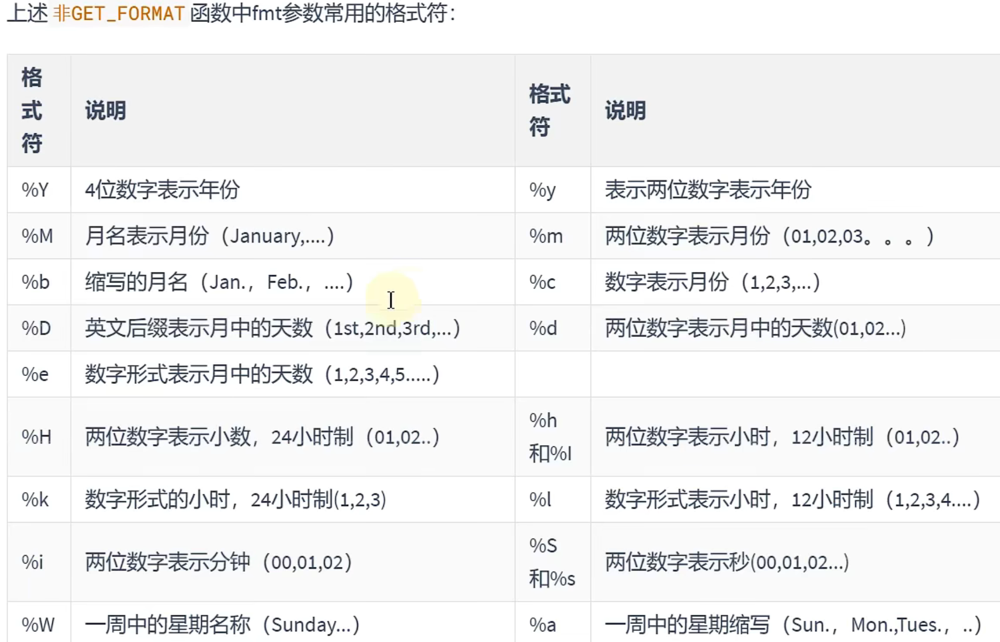 上述 非GET_FORMAT 函数中fmt参数常用的格式符：
格式符 说明 格式符 说明
%Y 4位数字表示年份 %y 表示两位数字表示年份
%M 月名表示月份（January,....） %m 两位数字表示月份（01,02,03。。。）
%b 缩写的月名（Jan.，Feb.，....） %c 数字表示月份（1,2,3,...）
%D 英文后缀表示月中的天数（1st,2nd,3rd,...） %d 两位数字表示月中的天数(01,02...)
%e 数字形式表示月中的天数（1,2,3,4,5.....）
%H 两位数字表示小数，24小时制（01,02..） %h和%I 两位数字表示小时，12小时制（01,02..）
%k 数字形式的小时，24小时制(1,2,3) %l 数字形式表示小时，12小时制（1,2,3,4....）
%i 两位数字表示分钟（00,01,02） %S和%s 两位数字表示秒(00,01,02...)
%W 一周中的星期名称（Sunday...） %a 一周中的星期缩写（Sun.，Mon.,Tues.，..）